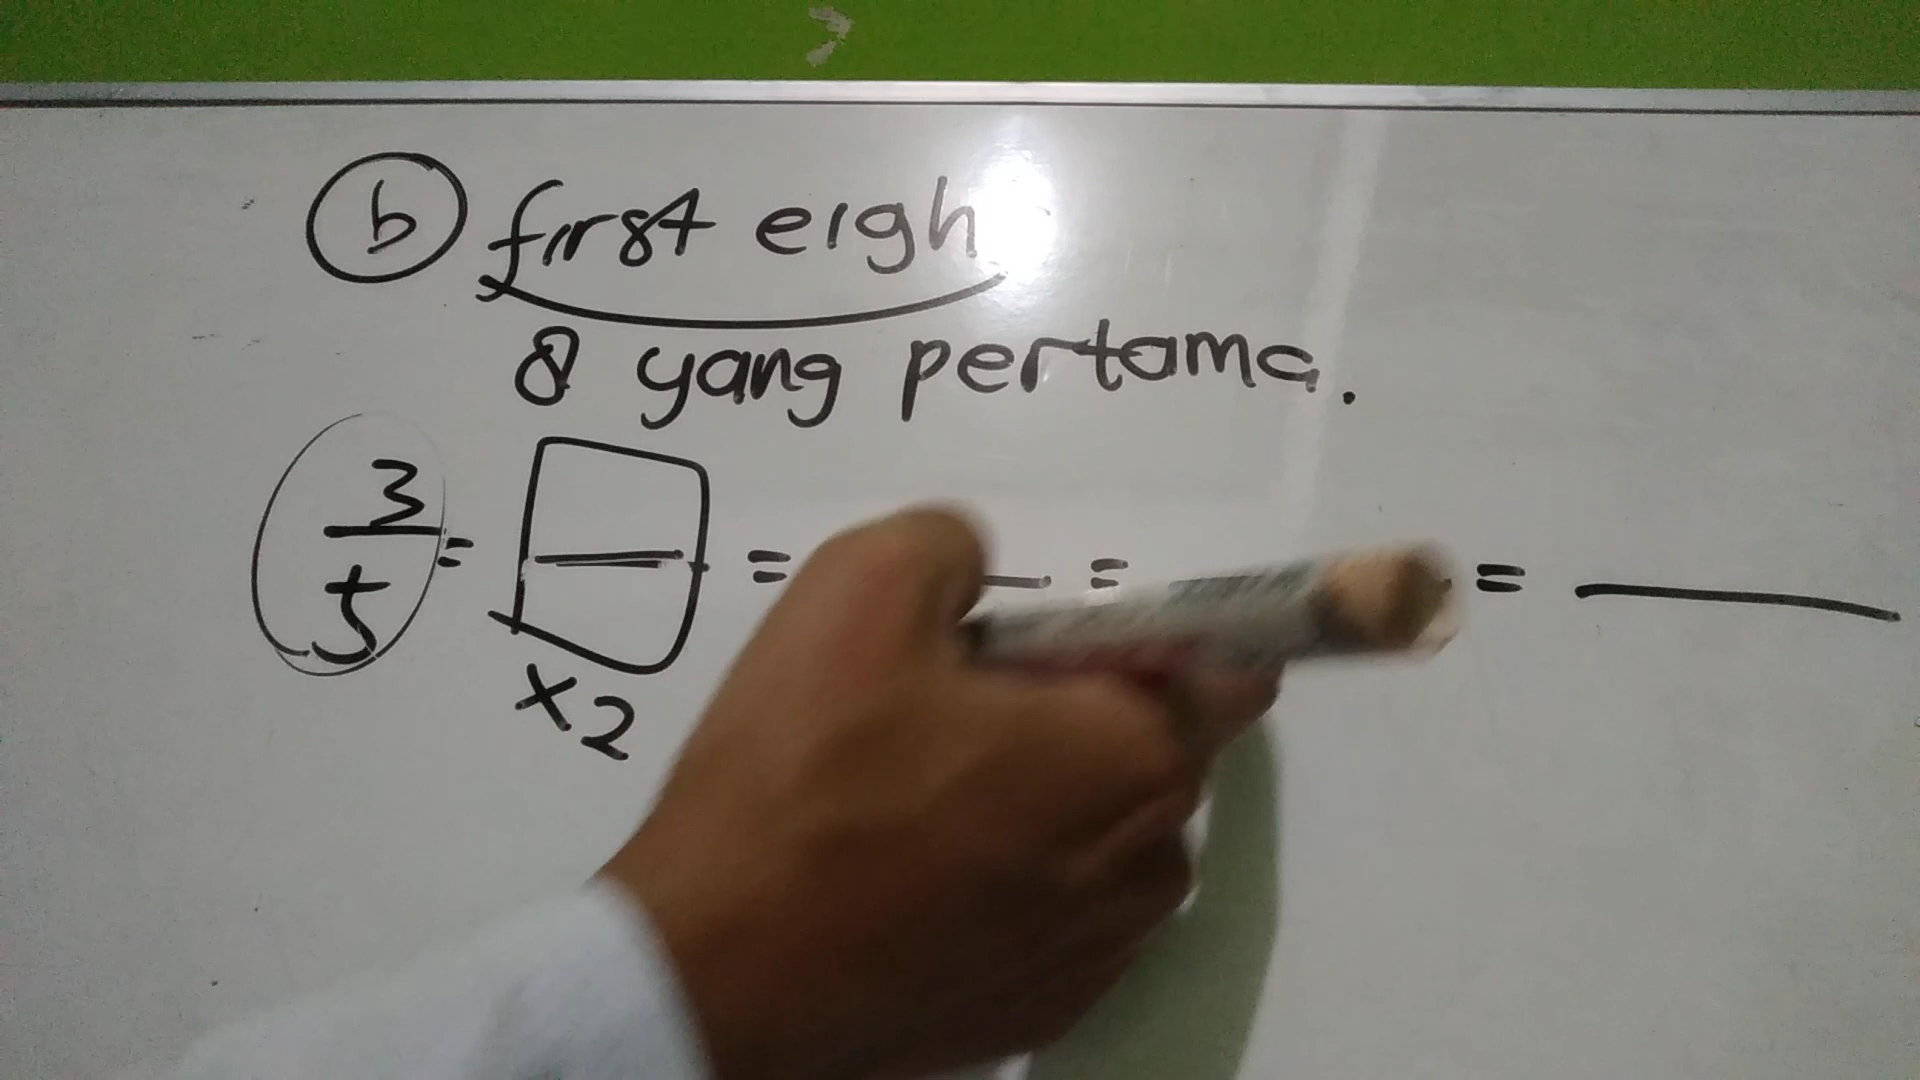 b first eigh
8 yang pertama.
3/5 = — = — = — = —
x2